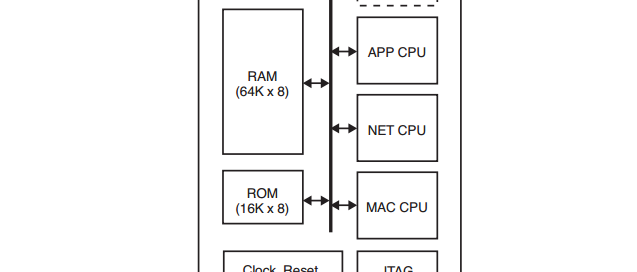 RAM
(64K x 8)
APP CPU
NET CPU
ROM
(16K x 8)
MAC CPU
Clock, Reset
JTAG